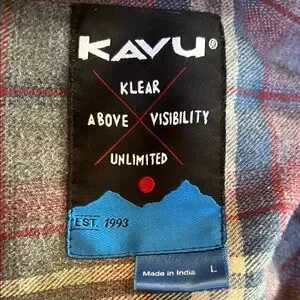 KAVU®
KLEAR
ABOVE VISIBILITY
UNLIMITED
EST. 1993
Made in India L